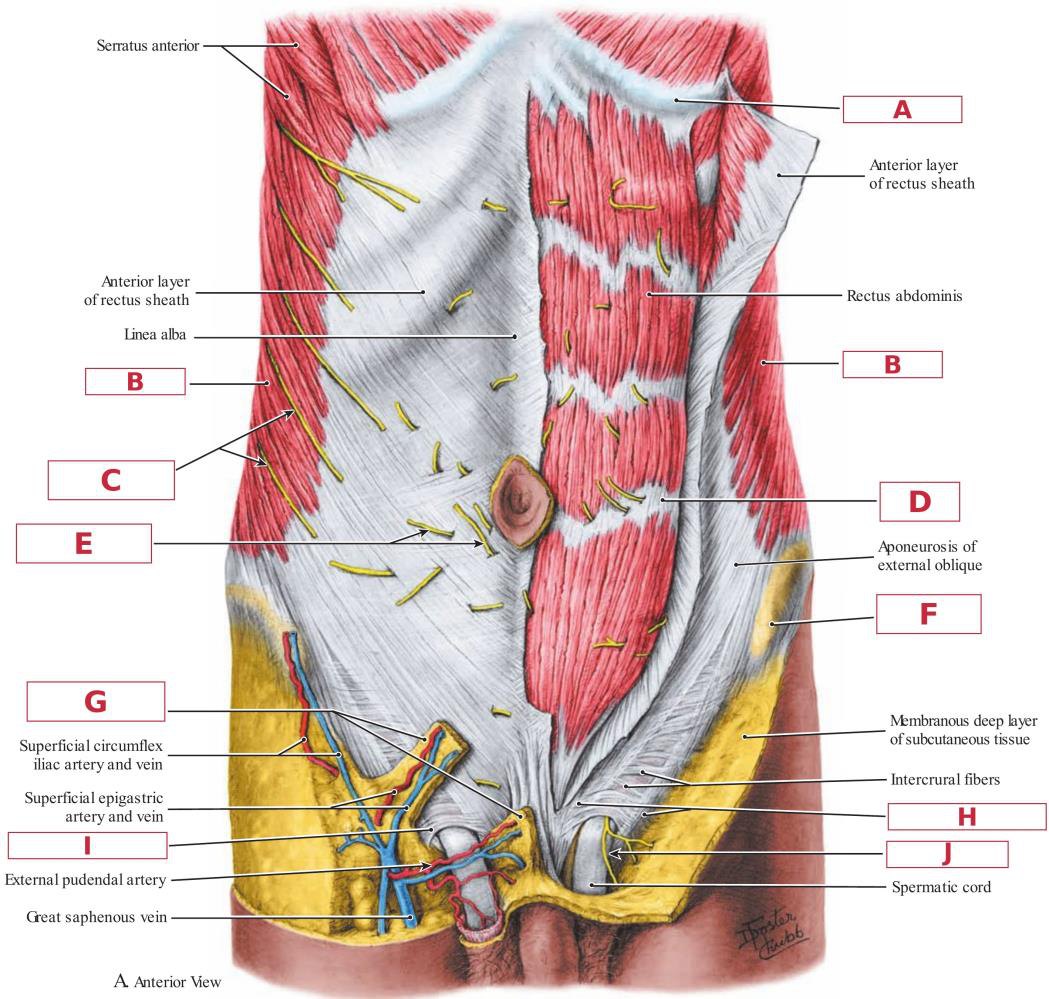 Serratus anterior
A
Anterior layer
of rectus sheath
Anterior layer
of rectus sheath
Rectus abdominis
Linea alba
B
B
C
D
E
Aponeurosis of
external oblique
F
G
Membranous deep layer
of subcutaneous tissue
Superficial circumflex
iliac artery and vein
Intercrural fibers
Superficial epigastric
artery and vein
H
I
J
External pudendal artery
Spermatic cord
Great saphenous vein
A. Anterior View